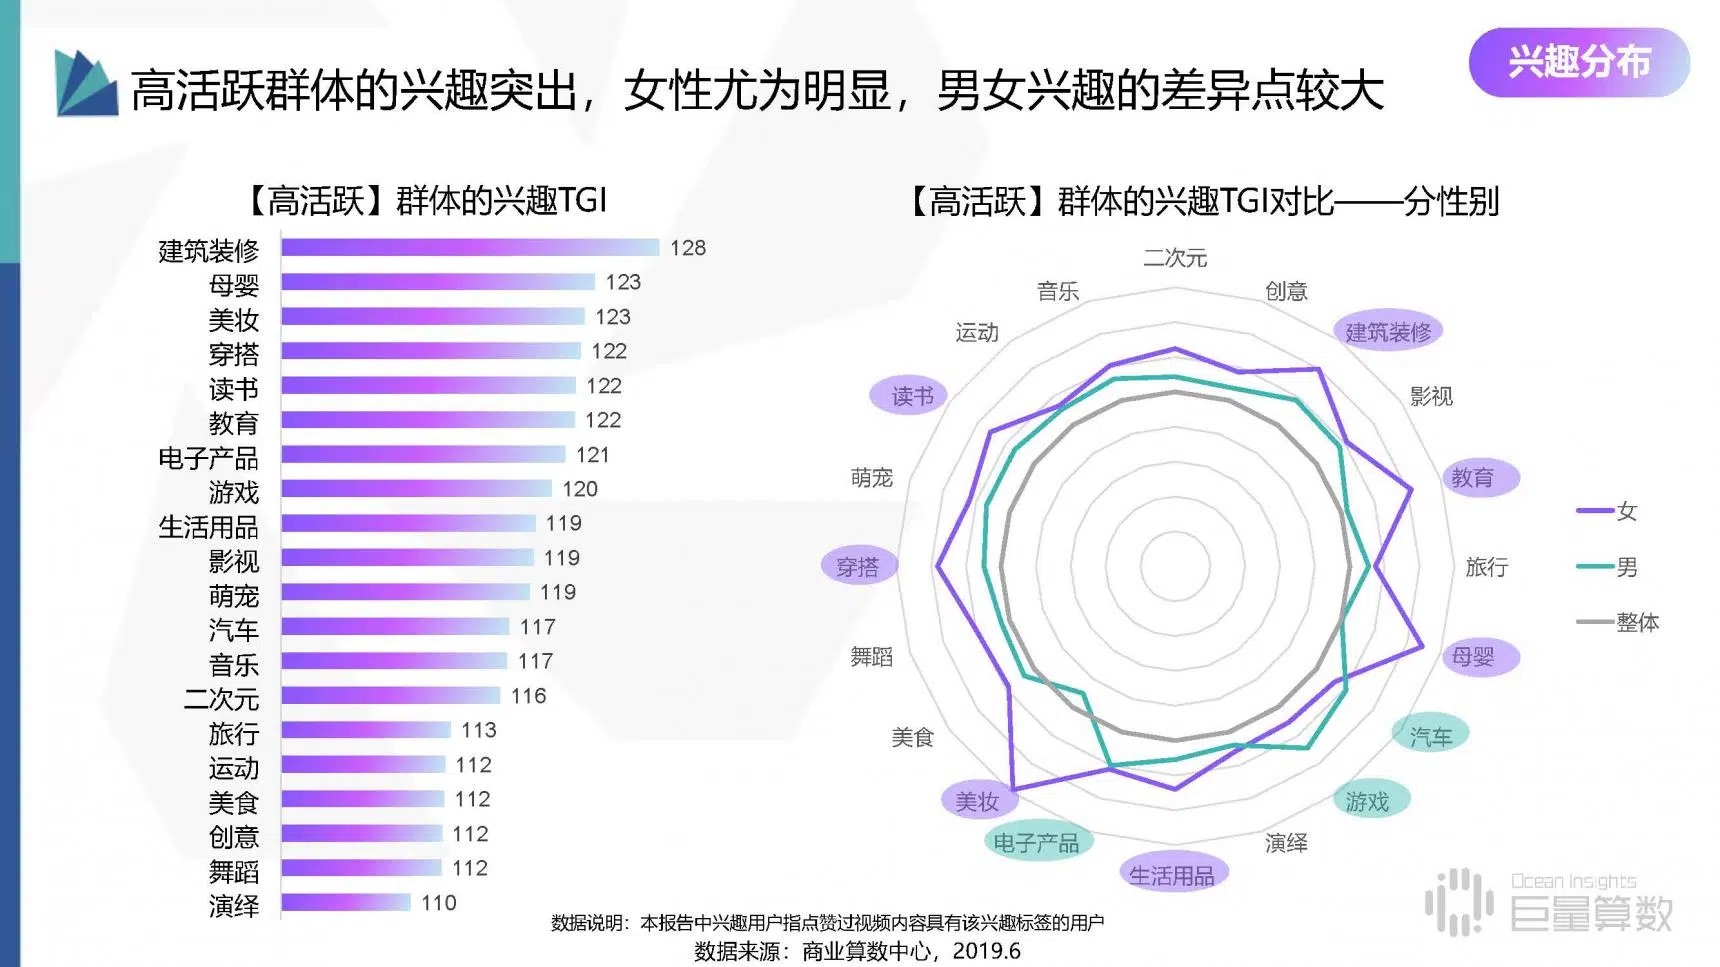 兴趣分布
高活跃群体的兴趣突出，女性尤为明显，男女兴趣的差异点较大
【高活跃】群体的兴趣TGI
建筑装修 128
母婴 123
美妆 123
穿搭 122
读书 122
教育 122
电子产品 121
游戏 120
生活用品 119
影视 119
萌宠 119
汽车 117
音乐 117
二次元 116
旅行 113
运动 112
美食 112
创意 112
舞蹈 112
演绎 110
【高活跃】群体的兴趣TGI对比——分性别
二次元
创意
建筑装修
影视
教育
旅行
母婴
汽车
游戏
演绎
生活用品
电子产品
美妆
美食
舞蹈
穿搭
萌宠
读书
运动
音乐
女
男
整体
数据说明：本报告中兴趣用户指点赞过视频内容具有该兴趣标签的用户
数据来源：商业算数中心，2019.6
Ocean Insights
巨量算数